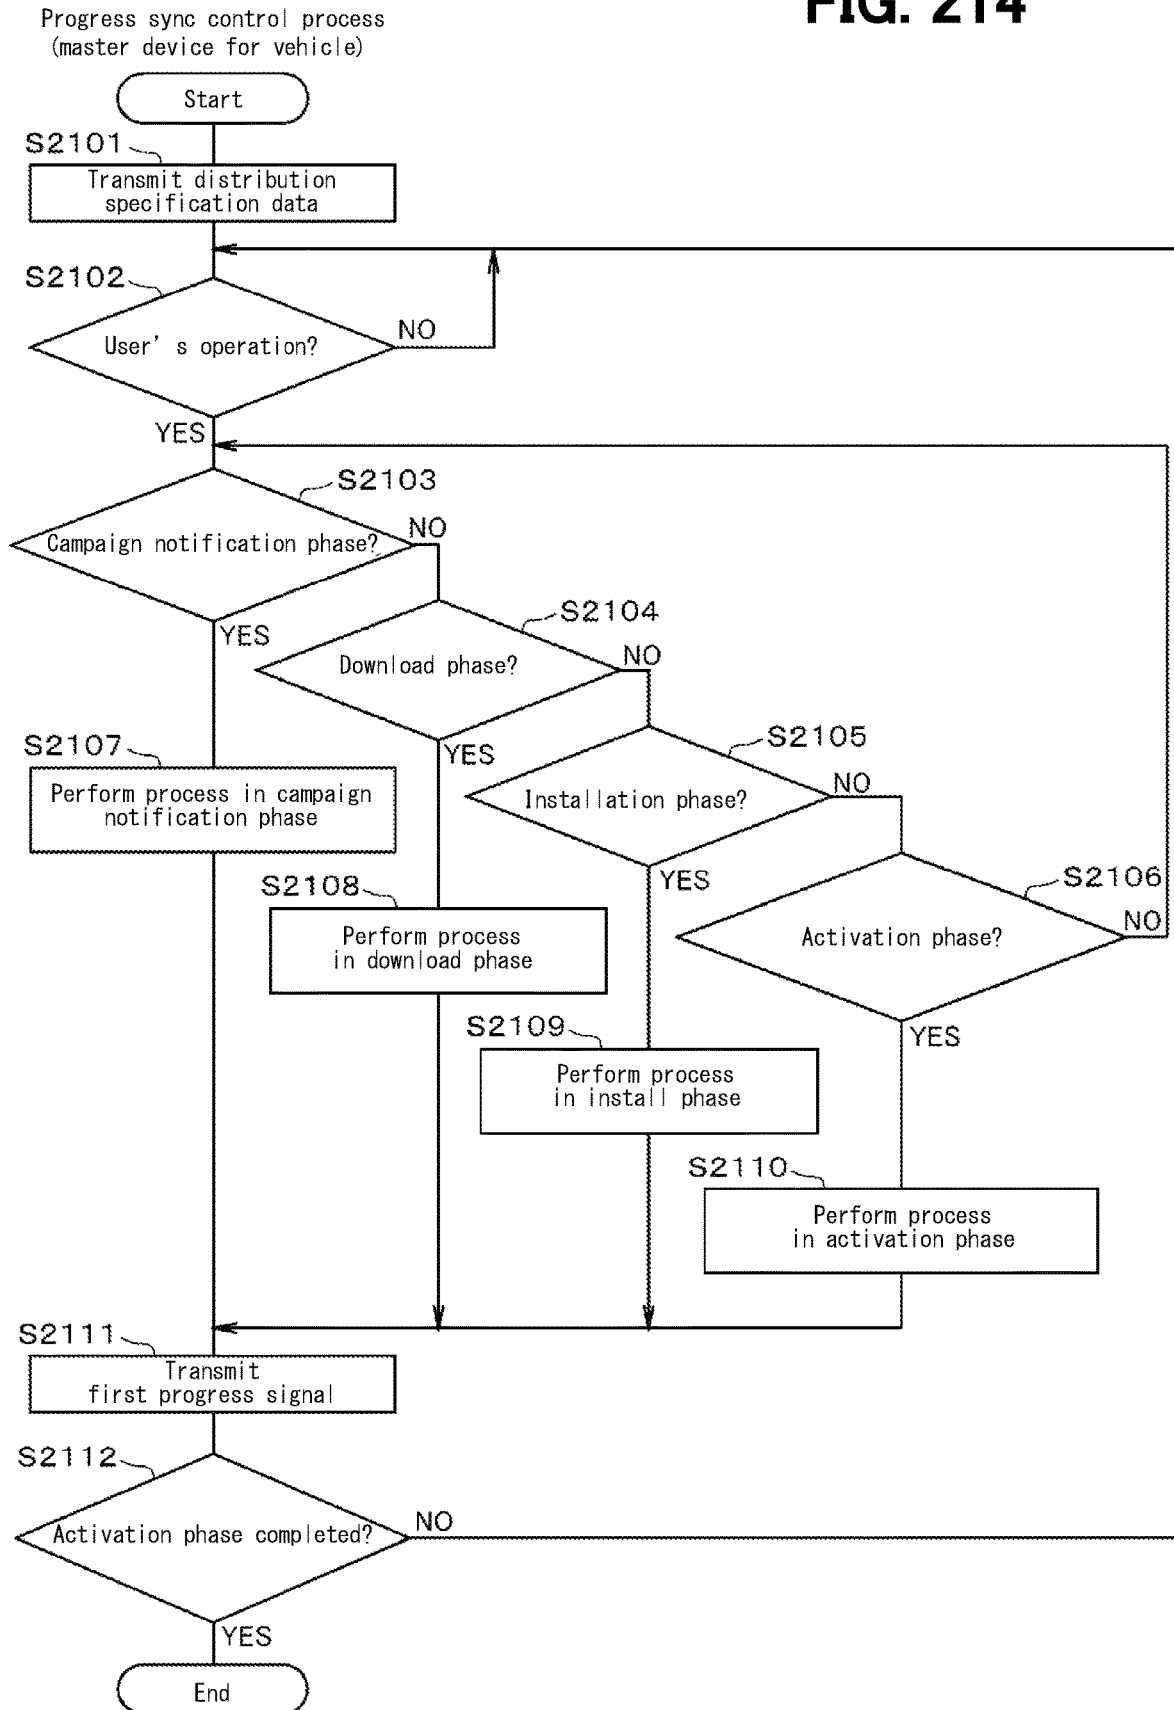 FIG. 214
Progress sync control process
(master device for vehicle)
Start
S2101
Transmit distribution
specification data
S2102
User's operation?
NO
YES
S2103
Campaign notification phase?
NO
YES
S2104
Download phase?
NO
YES
S2105
Installation phase?
NO
YES
S2106
Activation phase?
NO
YES
S2107
Perform process in campaign
notification phase
S2108
Perform process
in download phase
S2109
Perform process
in install phase
S2110
Perform process
in activation phase
S2111
Transmit
first progress signal
S2112
Activation phase completed?
NO
YES
End